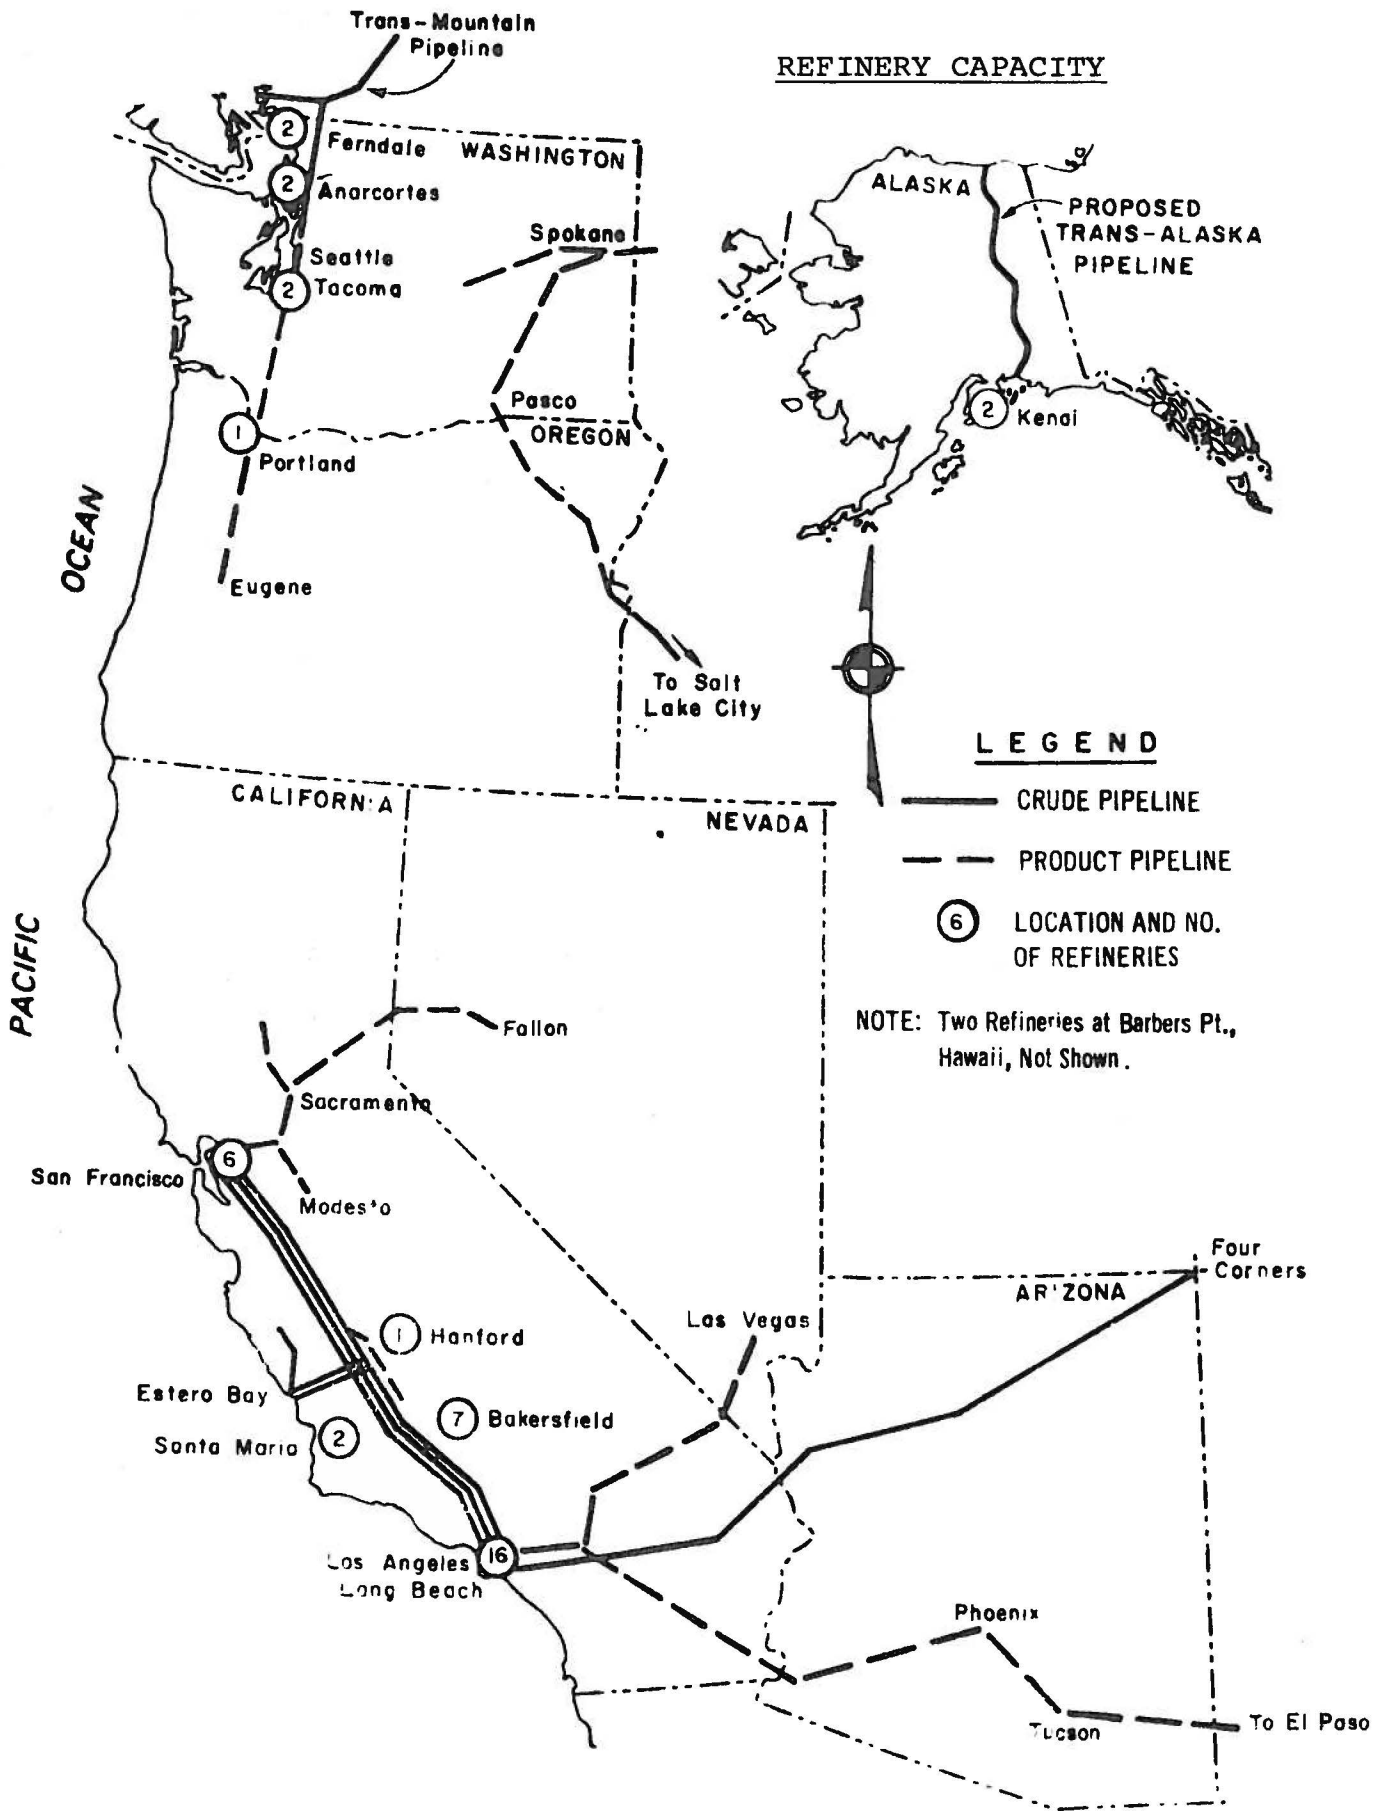 Trans-Mountain
Pipeline
REFINERY CAPACITY
2
Ferndale
WASHINGTON
2
Anarcortes
Spokane
Seattle
2
Tacoma
Pasco
OREGON
1
Portland
Eugene
To Salt
Lake City
ALASKA
PROPOSED
TRANS-ALASKA
PIPELINE
2
Kenai
OCEAN
PACIFIC
LEGEND
CRUDE PIPELINE
PRODUCT PIPELINE
6
LOCATION AND NO.
OF REFINERIES
NOTE: Two Refineries at Barbers Pt.,
Hawaii, Not Shown.
CALIFORNIA
NEVADA
Fallon
Sacramento
6
San Francisco
Modesto
Four
Corners
ARIZONA
Las Vegas
1
Hanford
Estero Bay
7
Bakersfield
2
Santa Maria
16
Los Angeles
Long Beach
Phoenix
Tucson
To El Paso